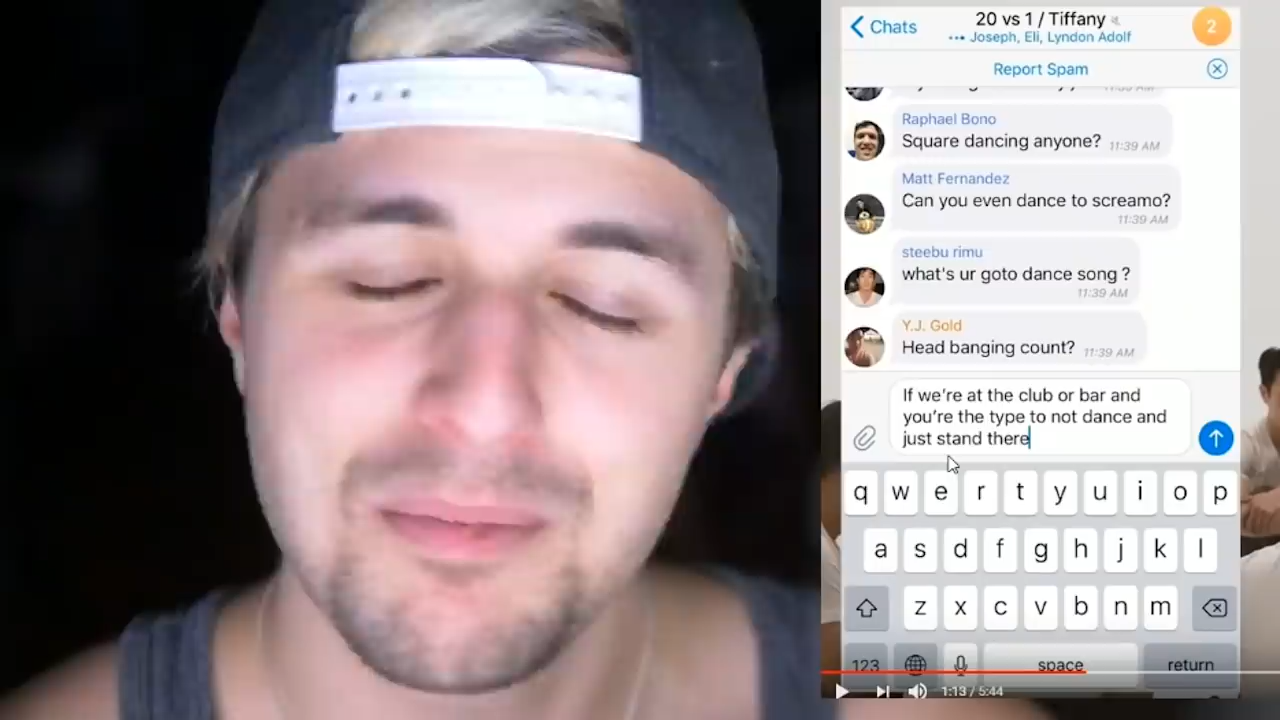 Chats
20 vs 1 / Tiffany
2
Joseph, Eli, Lyndon Adolf
Report Spam
11:39 AM
Raphael Bono
Square dancing anyone? 11:39 AM
Matt Fernandez
Can you even dance to screamo?
11:39 AM
steebu rimu
what's ur goto dance song ?
11:39 AM
Y.J. Gold
Head banging count? 11:39 AM
If we're at the club or bar and
you're the type to not dance and
just stand there
q w e r t y u i o p
a s d f g h j k l
z x c v b n m
123 space return
1:13 / 5:44